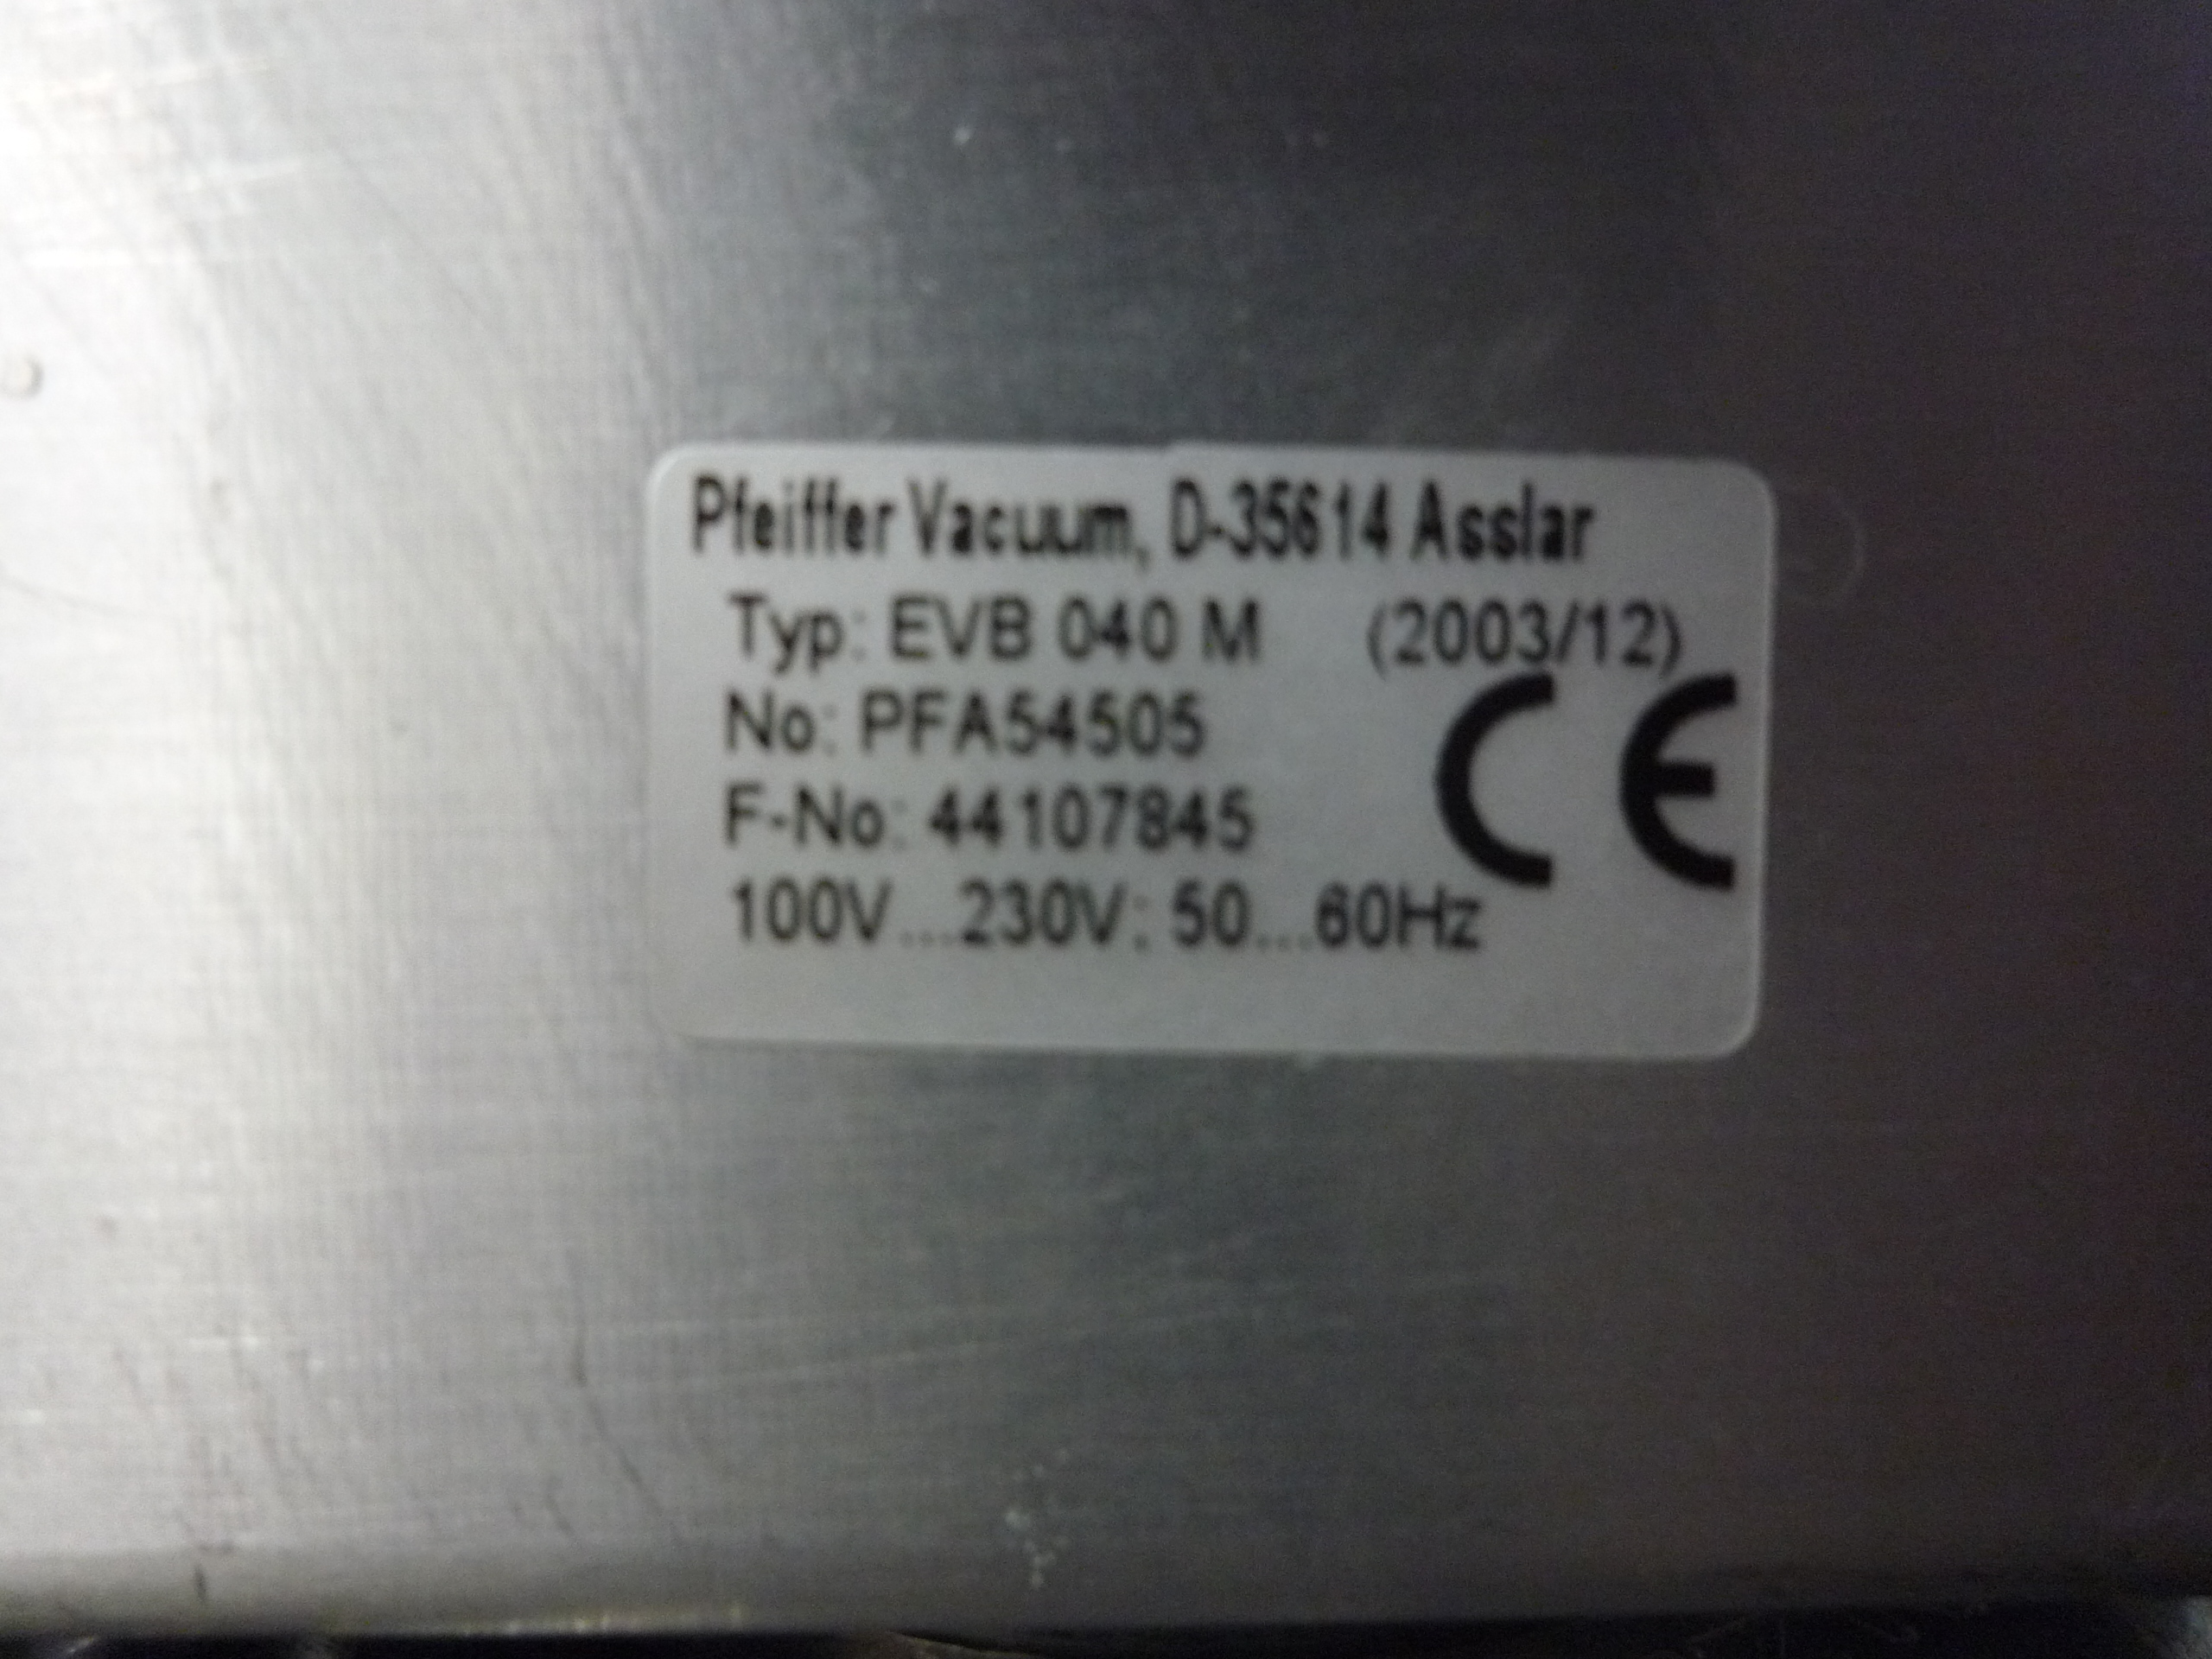 Pfeiffer Vacuum, D-35614 Asslar
Typ: EVB 040 M (2003/12)
No: PFA54505
F-No: 44107845
CE
100V...230V; 50...60Hz